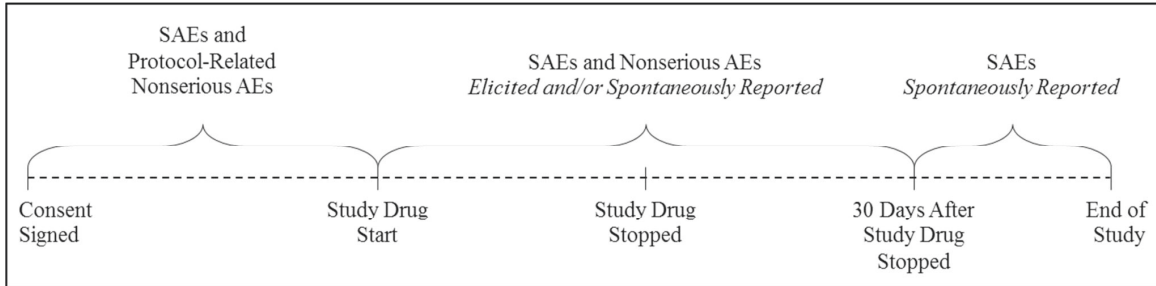 SAEs and
Protocol-Related
Nonserious AEs
SAEs and Nonserious AEs
Elicited and/or Spontaneously Reported
SAEs
Spontaneously Reported
Consent
Signed
Study Drug
Start
Study Drug
Stopped
30 Days After
Study Drug
Stopped
End of
Study